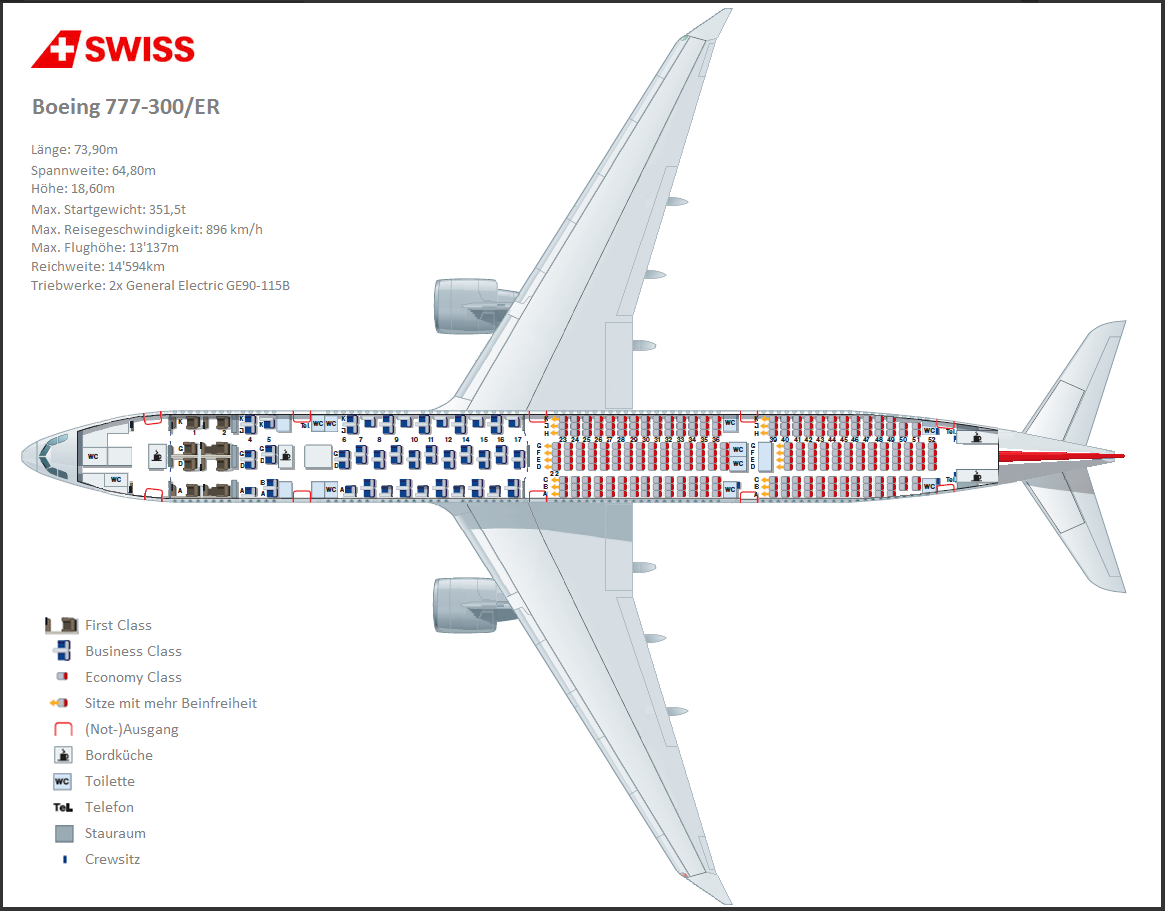 SWISS
Boeing 777-300/ER
Länge: 73,90m
Spannweite: 64,80m
Höhe: 18,60m
Max. Startgewicht: 351,5t
Max. Reisegeschwindigkeit: 896 km/h
Max. Flughöhe: 13'137m
Reichweite: 14'594km
Triebwerke: 2x General Electric GE90-115B
K 1 2 K K Tel WC WC K J K J H WC K J H WC Tel
4 5 6 7 8 9 10 11 12 14 15 16 17 23 24 25 26 27 28 29 30 31 32 33 34 35 36 39 40 41 42 43 44 45 46 47 48 49 50 51 52
WC G D G D G D G D G F E D WC WC G F E D
WC 22
A A B A WC A C B A WC C B A WC Tel
First Class
Business Class
Economy Class
Sitze mit mehr Beinfreiheit
(Not-)Ausgang
Bordküche
WC Toilette
TeL Telefon
Stauraum
Crewsitz